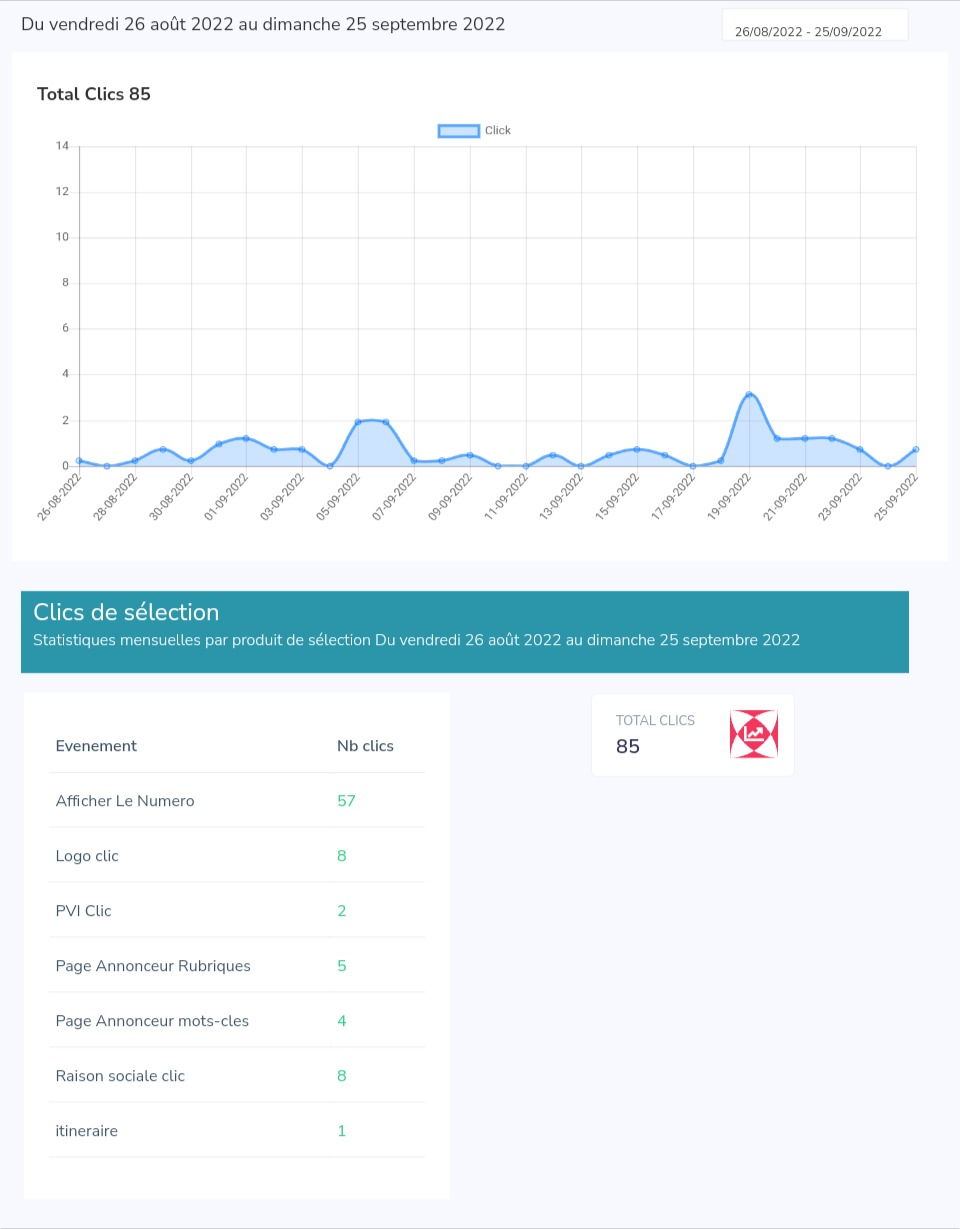 Du vendredi 26 août 2022 au dimanche 25 septembre 2022
26/08/2022 - 25/09/2022
Total Clics 85
Click
14
12
10
8
6
4
2
0
26-08-2022
28-08-2022
30-08-2022
01-09-2022
03-09-2022
05-09-2022
07-09-2022
09-09-2022
11-09-2022
13-09-2022
15-09-2022
17-09-2022
19-09-2022
21-09-2022
23-09-2022
25-09-2022
Clics de sélection
Statistiques mensuelles par produit de sélection Du vendredi 26 août 2022 au dimanche 25 septembre 2022
TOTAL CLICS
85
Evenement Nb clics
Afficher Le Numero 57
Logo clic 8
PVI Clic 2
Page Annonceur Rubriques 5
Page Annonceur mots-cles 4
Raison sociale clic 8
itineraire 1